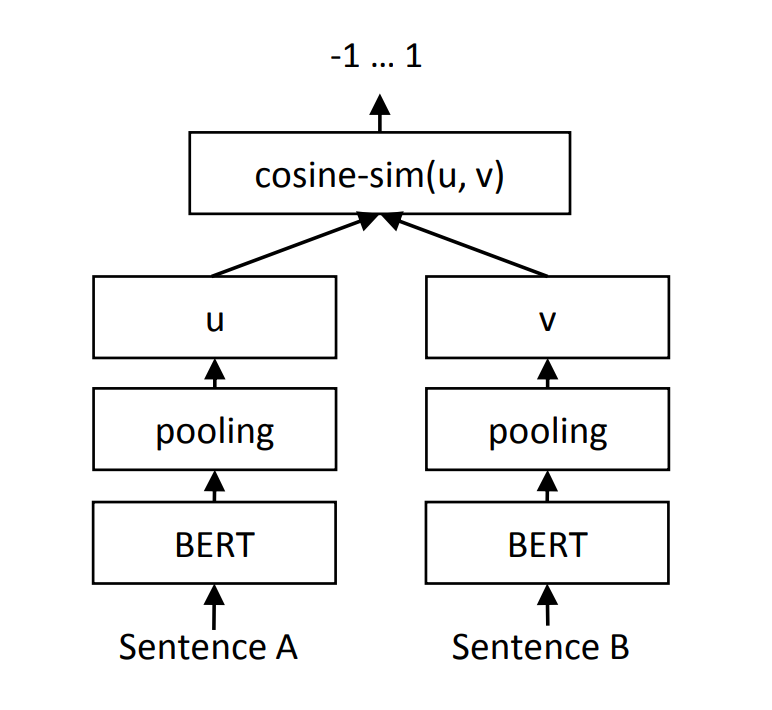 -1 … 1
cosine-sim(u, v)
u
v
pooling
pooling
BERT
BERT
Sentence A
Sentence B